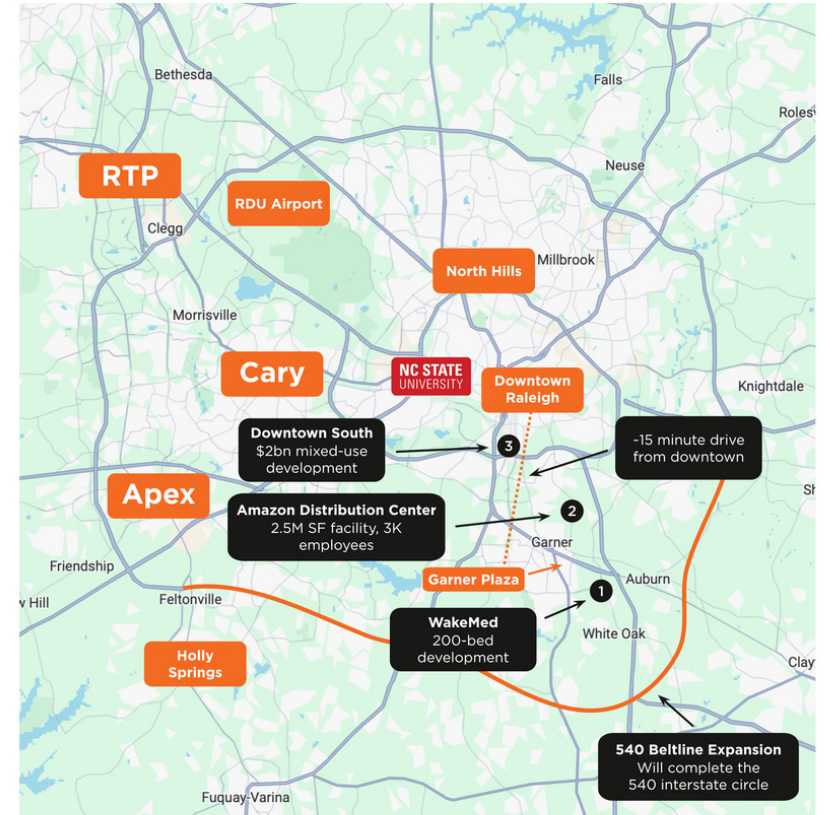 Bethesda
Falls
Roles
Neuse
RTP
RDU Airport
Clegg
Millbrook
North Hills
Morrisville
Cary
NC STATE
UNIVERSITY
Downtown
Raleigh
Knightdale
Downtown South
$2bn mixed-use
development
3
~15 minute drive
from downtown
Apex
Sh
Amazon Distribution Center
2.5M SF facility, 3K
employees
2
Garner
Friendship
Garner Plaza
Auburn
1
w Hill
Feltonville
WakeMed
200-bed
development
White Oak
Holly
Springs
Clay
540 Beltline Expansion
Will complete the
540 interstate circle
Fuquay-Varina